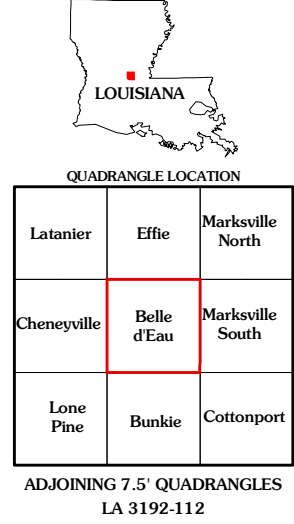 LOUISIANA
QUADRANGLE LOCATION
Latanier
Effie
Marksville
North
Cheneyville
Belle
d'Eau
Marksville
South
Lone
Pine
Bunkie
Cottonport
ADJOINING 7.5' QUADRANGLES
LA 3192-112